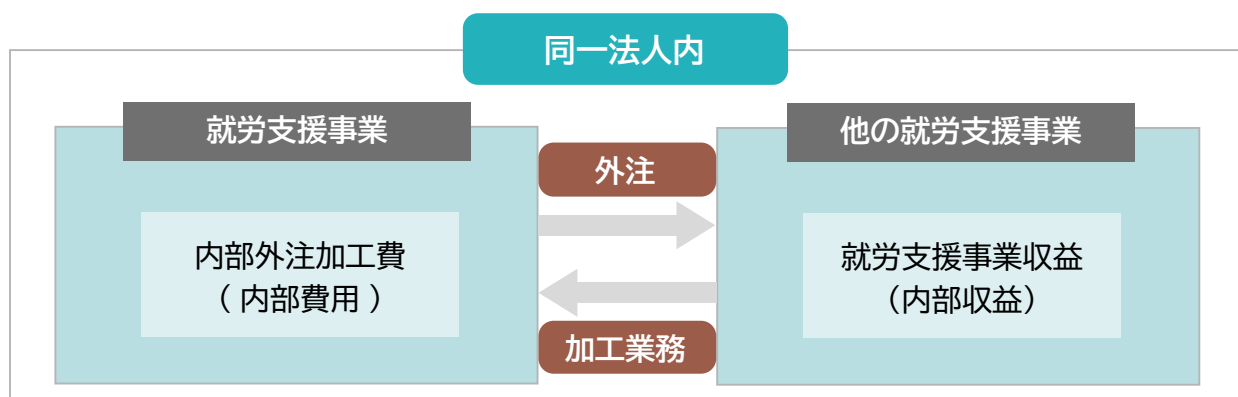 同一法人内
就労支援事業
他の就労支援事業
外注
内部外注加工費
（ 内部費用 ）
就労支援事業収益
（内部収益）
加工業務